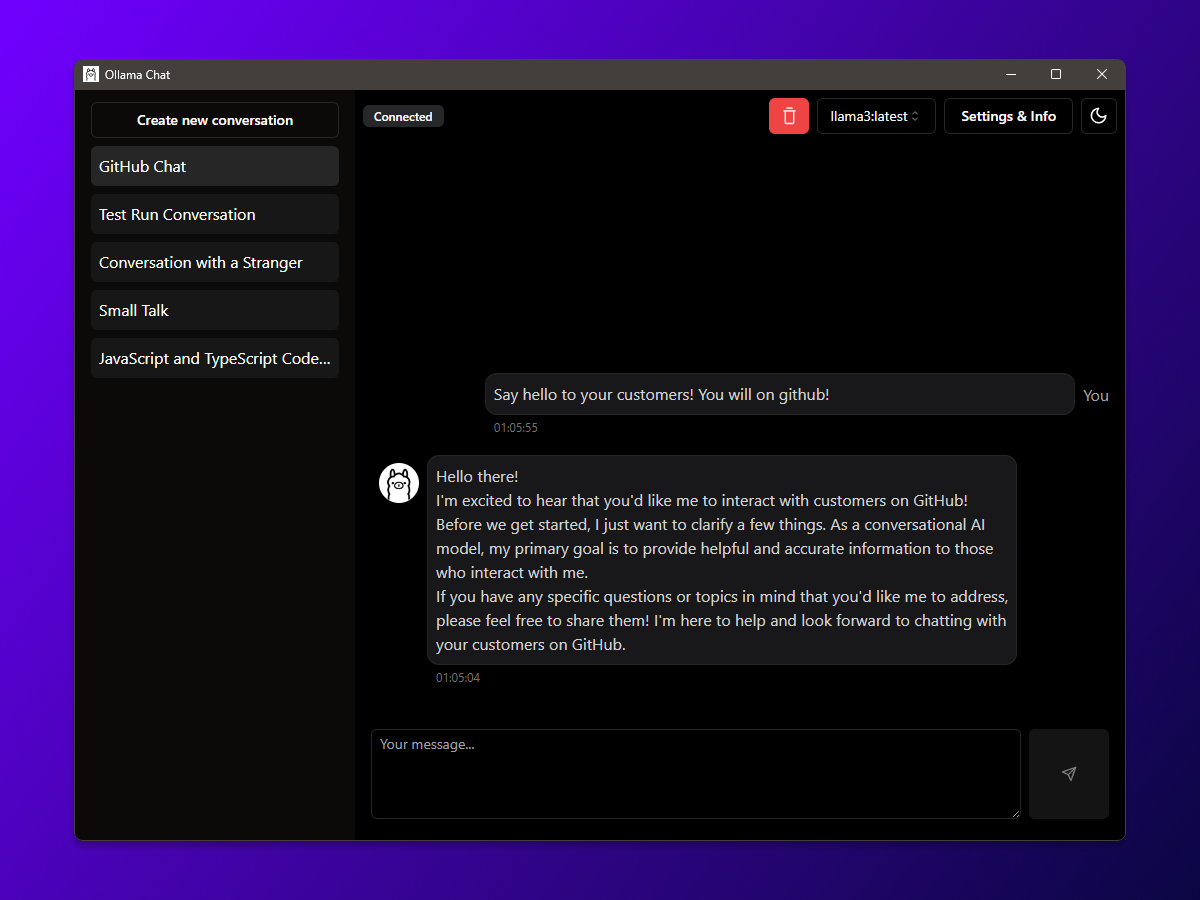 Ollama Chat
Create new conversation
GitHub Chat
Test Run Conversation
Conversation with a Stranger
Small Talk
JavaScript and TypeScript Code...
Connected
llama3:latest
Settings & Info
Say hello to your customers! You will on github!
You
01:05:55
Hello there!
I'm excited to hear that you'd like me to interact with customers on GitHub!
Before we get started, I just want to clarify a few things. As a conversational AI
model, my primary goal is to provide helpful and accurate information to those
who interact with me.
If you have any specific questions or topics in mind that you'd like me to address,
please feel free to share them! I'm here to help and look forward to chatting with
your customers on GitHub.
01:05:04
Your message...